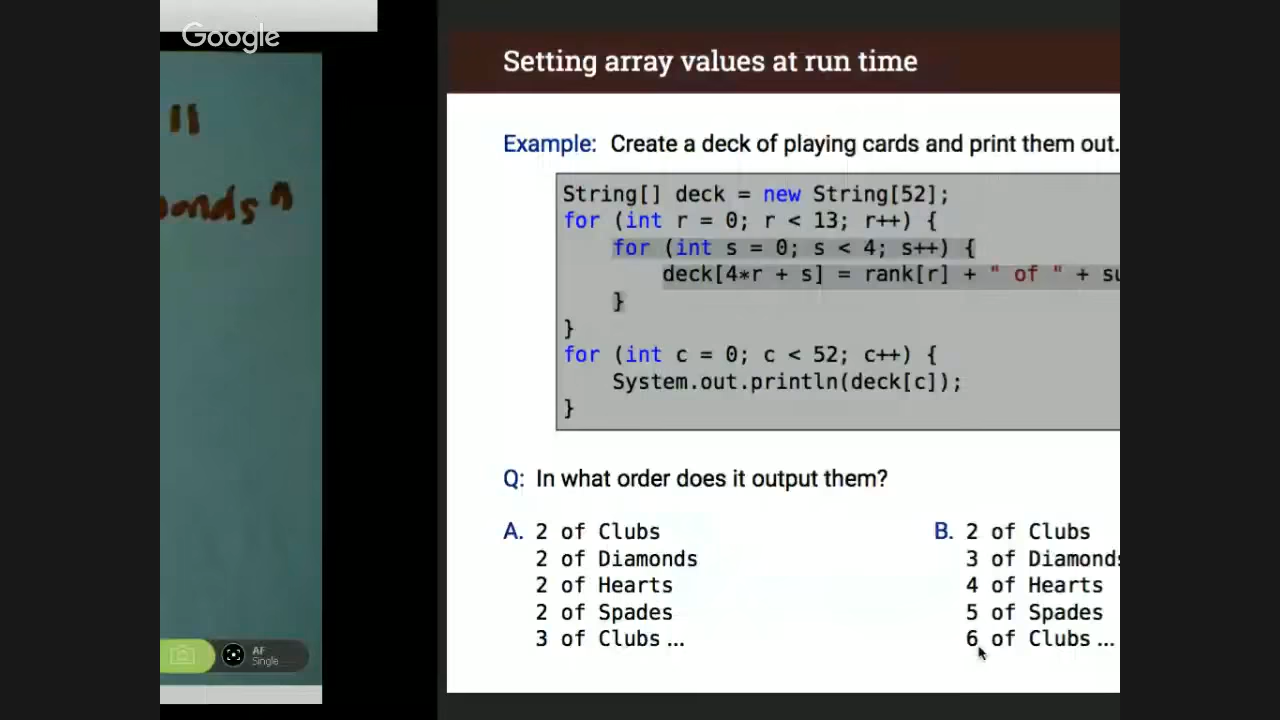 Google
"
onds"
AF
Single
Setting array values at run time
Example: Create a deck of playing cards and print them out.
String[] deck = new String[52];
for (int r = 0; r < 13; r++) {
for (int s = 0; s < 4; s++) {
deck[4*r + s] = rank[r] + " of " + su
}
}
for (int c = 0; c < 52; c++) {
System.out.println(deck[c]);
}
Q: In what order does it output them?
A. 2 of Clubs
2 of Diamonds
2 of Hearts
2 of Spades
3 of Clubs ...
B. 2 of Clubs
3 of Diamonds
4 of Hearts
5 of Spades
6 of Clubs ...